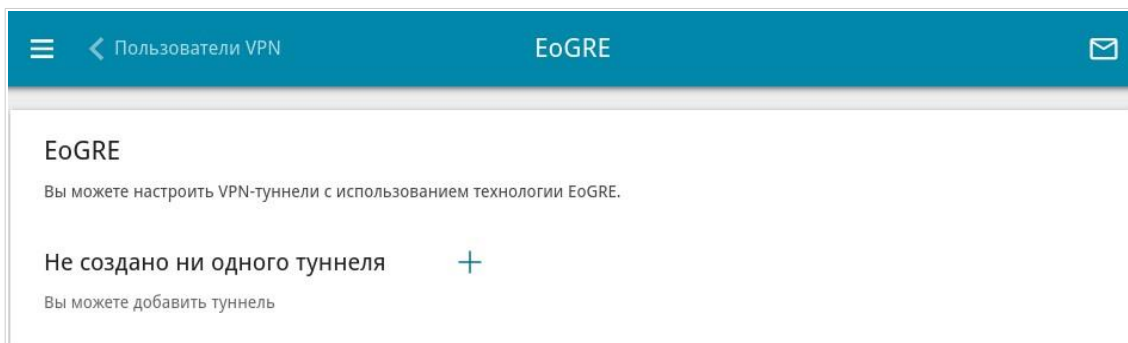 Пользователи VPN
EoGRE
EoGRE
Вы можете настроить VPN-туннели с использованием технологии EoGRE.
Не создано ни одного туннеля
Вы можете добавить туннель